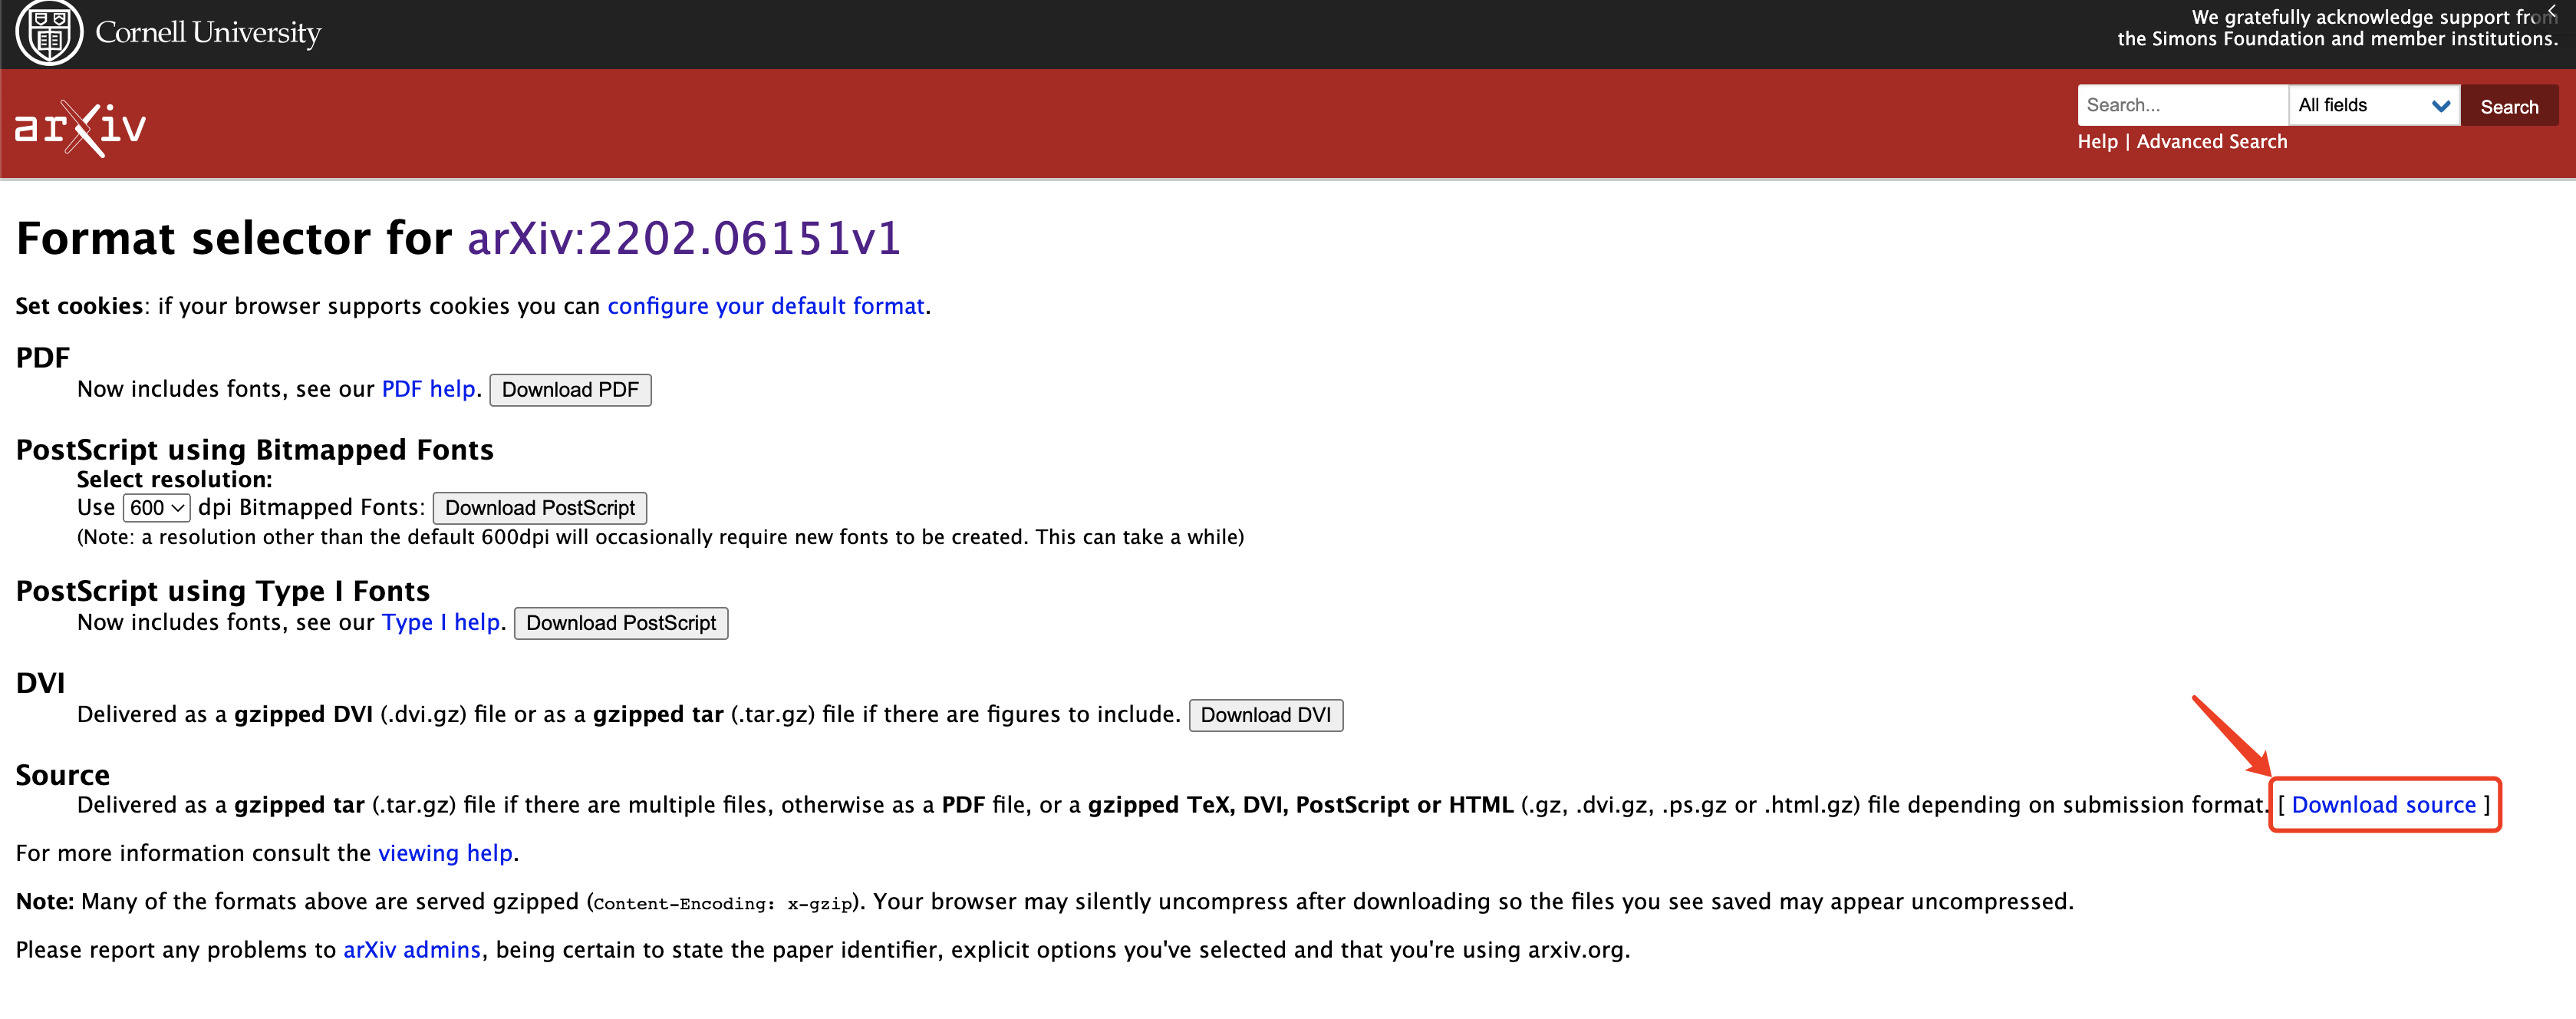 Cornell University
We gratefully acknowledge support from
the Simons Foundation and member institutions.
arXiv
Search...
All fields
Search
Help | Advanced Search
Format selector for arXiv:2202.06151v1
Set cookies: if your browser supports cookies you can configure your default format.
PDF
Now includes fonts, see our PDF help. Download PDF
PostScript using Bitmapped Fonts
Select resolution:
Use 600 dpi Bitmapped Fonts: Download PostScript
(Note: a resolution other than the default 600dpi will occasionally require new fonts to be created. This can take a while)
PostScript using Type I Fonts
Now includes fonts, see our Type I help. Download PostScript
DVI
Delivered as a gzipped DVI (.dvi.gz) file or as a gzipped tar (.tar.gz) file if there are figures to include. Download DVI
Source
Delivered as a gzipped tar (.tar.gz) file if there are multiple files, otherwise as a PDF file, or a gzipped TeX, DVI, PostScript or HTML (.gz, .dvi.gz, .ps.gz or .html.gz) file depending on submission format. [ Download source ]
For more information consult the viewing help.
Note: Many of the formats above are served gzipped (Content-Encoding: x-gzip). Your browser may silently uncompress after downloading so the files you see saved may appear uncompressed.
Please report any problems to arXiv admins, being certain to state the paper identifier, explicit options you've selected and that you're using arxiv.org.